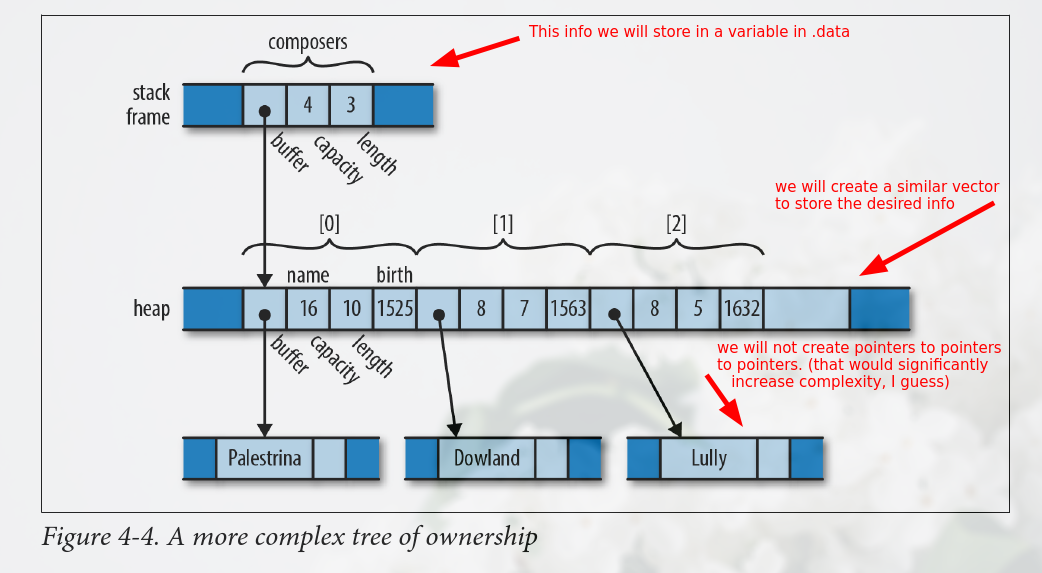 This info we will store in a variable in .data
composers
stack
frame
4 3
buffer
capacity
length
we will create a similar vector
to store the desired info
[0] [1] [2]
name birth
heap
16 10 1525 8 7 1563 8 5 1632
buffer
capacity
length
we will not create pointers to pointers
to pointers. (that would significantly
increase complexity, I guess)
Palestrina Dowland Lully
Figure 4-4. A more complex tree of ownership